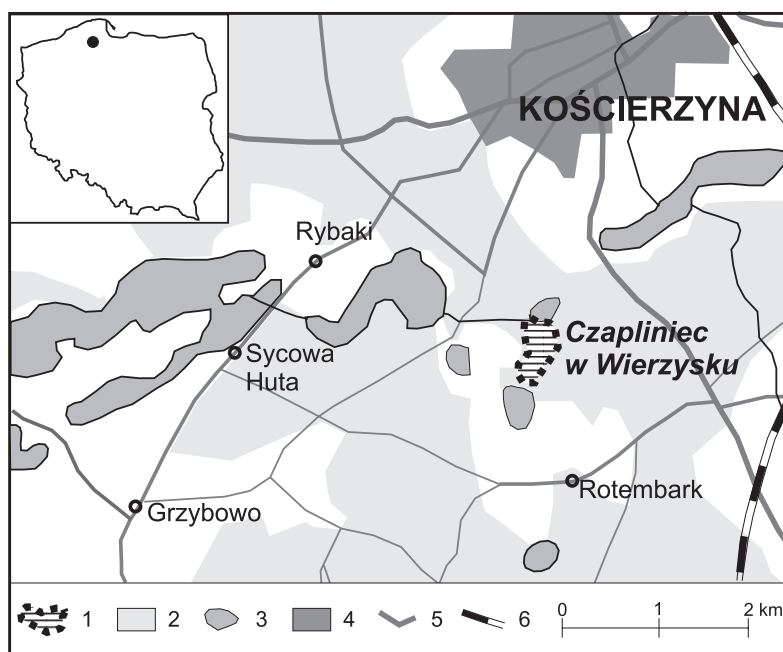 KOŚCIERZYNA
Rybaki
Czapliniec
w Wierzysku
Sycowa
Huta
Rotembark
Grzybowo
1 2 3 4 5 6 0 1 2 km